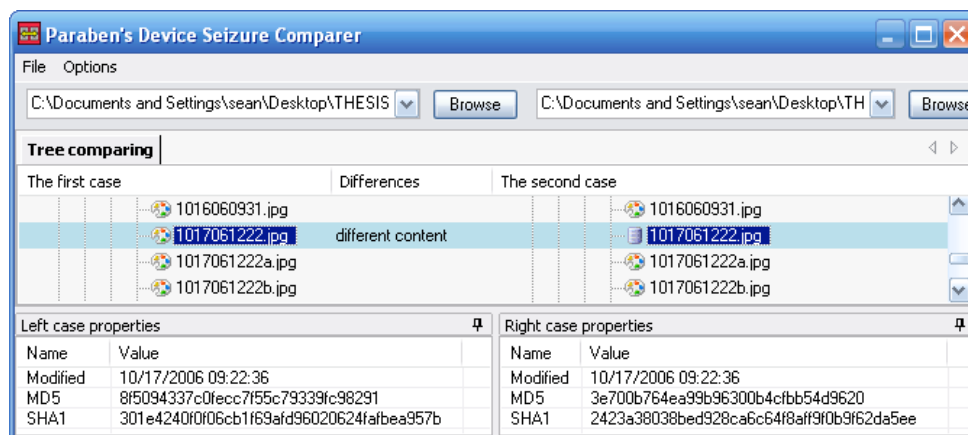 Paraben's Device Seizure Comparer
File Options
C:\Documents and Settings\sean\Desktop\THESIS Browse C:\Documents and Settings\sean\Desktop\TH Browse
Tree comparing
The first case Differences The second case
1016060931.jpg 1016060931.jpg
1017061222.jpg different content 1017061222.jpg
1017061222a.jpg 1017061222a.jpg
1017061222b.jpg 1017061222b.jpg
Left case properties Right case properties
Name Value Name Value
Modified 10/17/2006 09:22:36 Modified 10/17/2006 09:22:36
MD5 8f5094337c0fecc7f55c79339fc98291 MD5 3e700b764ea99b96300b4cfbb54d9620
SHA1 301e4240f0f06cb1f69afd96020624fafbea957b SHA1 2423a38038bed928ca6c64f8aff9f0b9f62da5ee